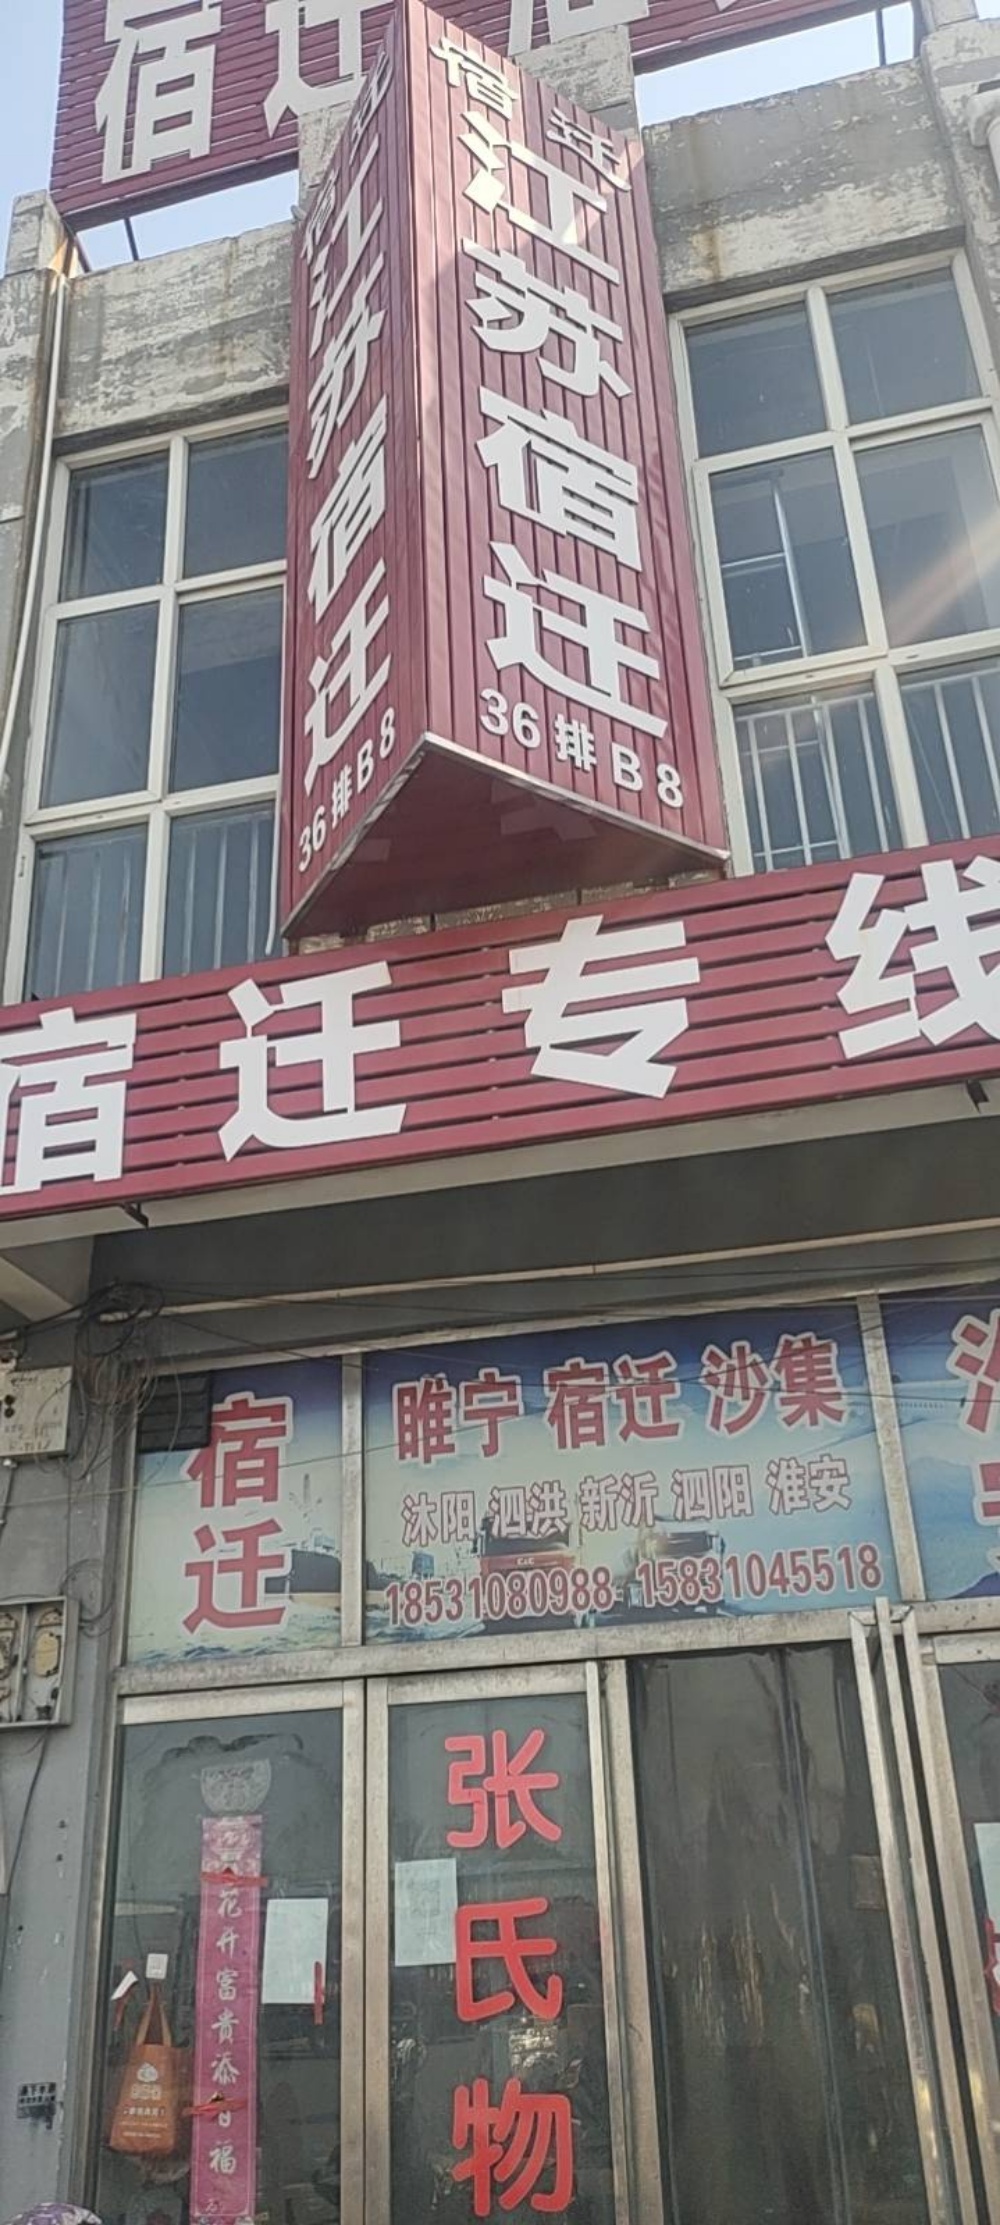 宿迁
宿迁
江苏宿迁
36排B8
江苏宿迁
36排B8
宿迁专线
宿迁
睢宁 宿迁 沙集
沭阳 泗洪 新沂 泗阳 淮安
18531080988 15831045518
张氏物
花开富贵添百福